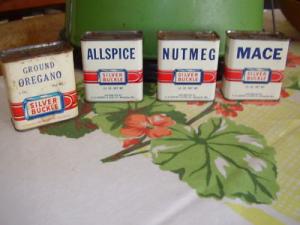 GROUND
OREGANO
SILVER
BUCKLE
ALLSPICE
SILVER
BUCKLE
NUTMEG
SILVER
BUCKLE
MACE
SILVER
BUCKLE